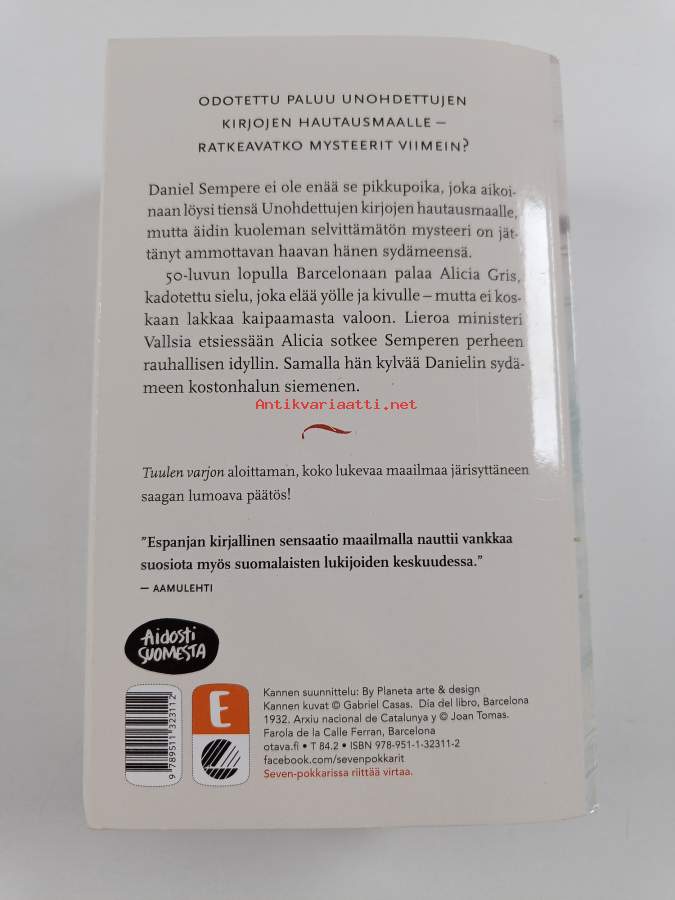 ODOTETTU PALUU UNOHDETTUJEN
KIRJOJEN HAUTAUSMAALLE –
RATKEAVATKO MYSTEERIT VIIMEIN?
Daniel Sempere ei ole enää se pikkupoika, joka aikoi-
naan löysi tiensä Unohdettujen kirjojen hautausmaalle,
mutta äidin kuoleman selvittämätön mysteeri on jät-
tänyt ammottavan haavan hänen sydämeensä.
50-luvun lopulla Barcelonaan palaa Alicia Gris,
kadotettu sielu, joka elää yölle ja kivulle – mutta ei kos-
kaan lakkaa kaipaamasta valoon. Lieroa ministeri
Vallsia etsiessään Alicia sotkee Semperen perheen
rauhallisen idyllin. Samalla hän kylvää Danielin sydä-
meen kostonhalun siemenen.
Antikvariaatti.net
Tuulen varjon aloittaman, koko lukevaa maailmaa järisyttäneen
saagan lumoava päätös!
”Espanjan kirjallinen sensaatio maailmalla nauttii vankkaa
suosiota myös suomalaisten lukijoiden keskuudessa.”
– AAMULEHTI
Aidosti
SUOMESTA
E
9 789511 323112
Kannen suunnittelu: By Planeta arte & design
Kannen kuvat © Gabriel Casas. Día del libro, Barcelona
1932. Arxiu nacional de Catalunya y © Joan Tomas.
Farola de la Calle Ferran, Barcelona
otava.fi • T 84.2 • ISBN 978-951-1-32311-2
facebook.com/sevenpokkarit
Seven-pokkarissa riittää virtaa.